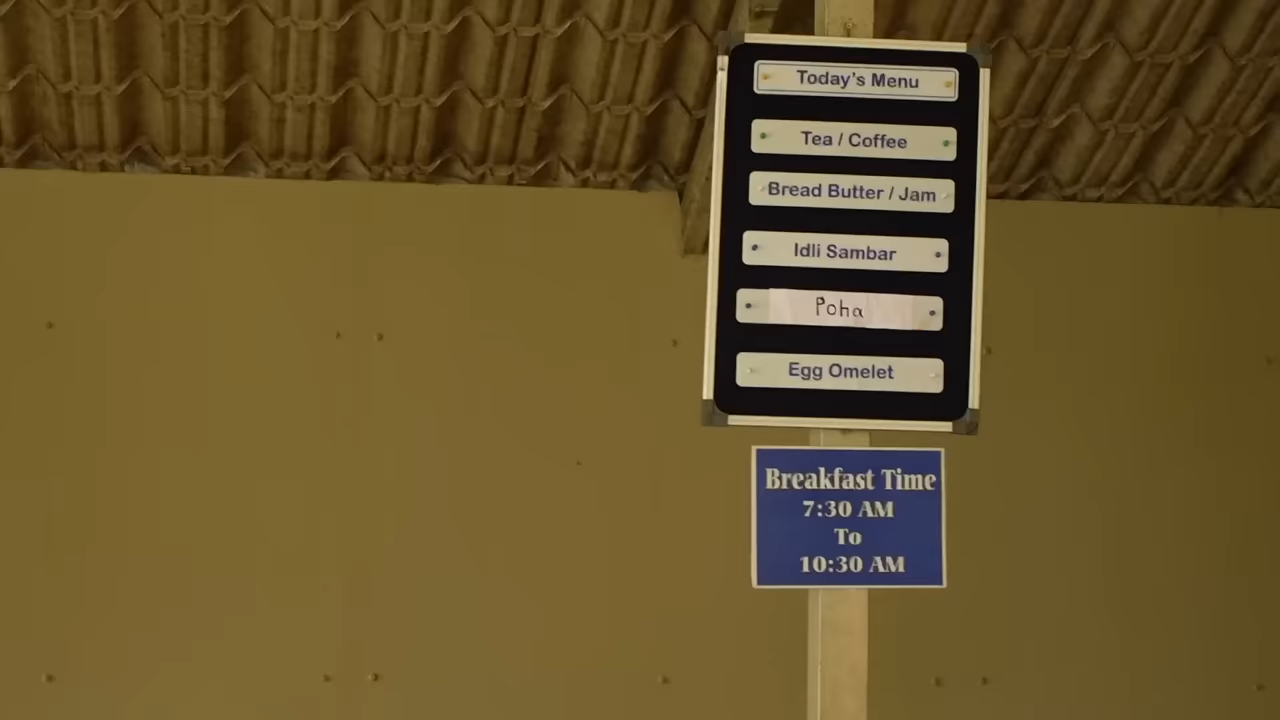 Today's Menu
Tea / Coffee
Bread Butter / Jam
Idli Sambar
Poha
Egg Omelet
Breakfast Time
7:30 AM
To
10:30 AM